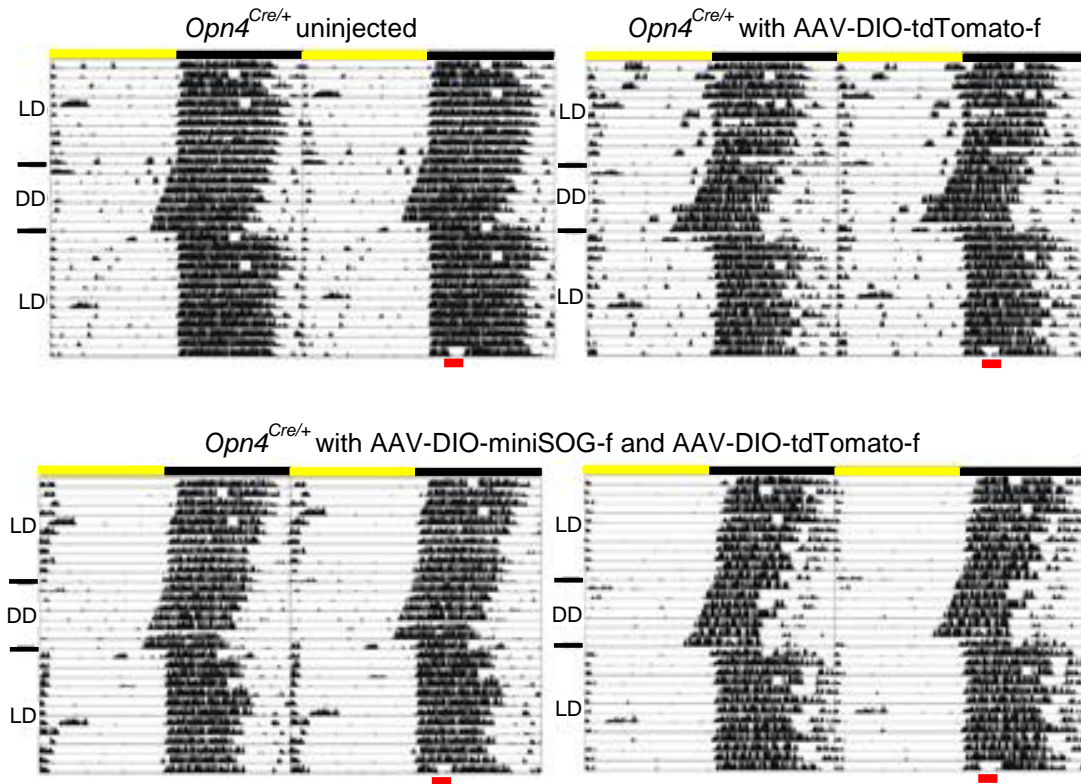 Opn4Cre/+ uninjected
Opn4Cre/+ with AAV-DIO-tdTomato-f
LD
DD
LD
LD
DD
LD
Opn4Cre/+ with AAV-DIO-miniSOG-f and AAV-DIO-tdTomato-f
LD
DD
LD
LD
DD
LD